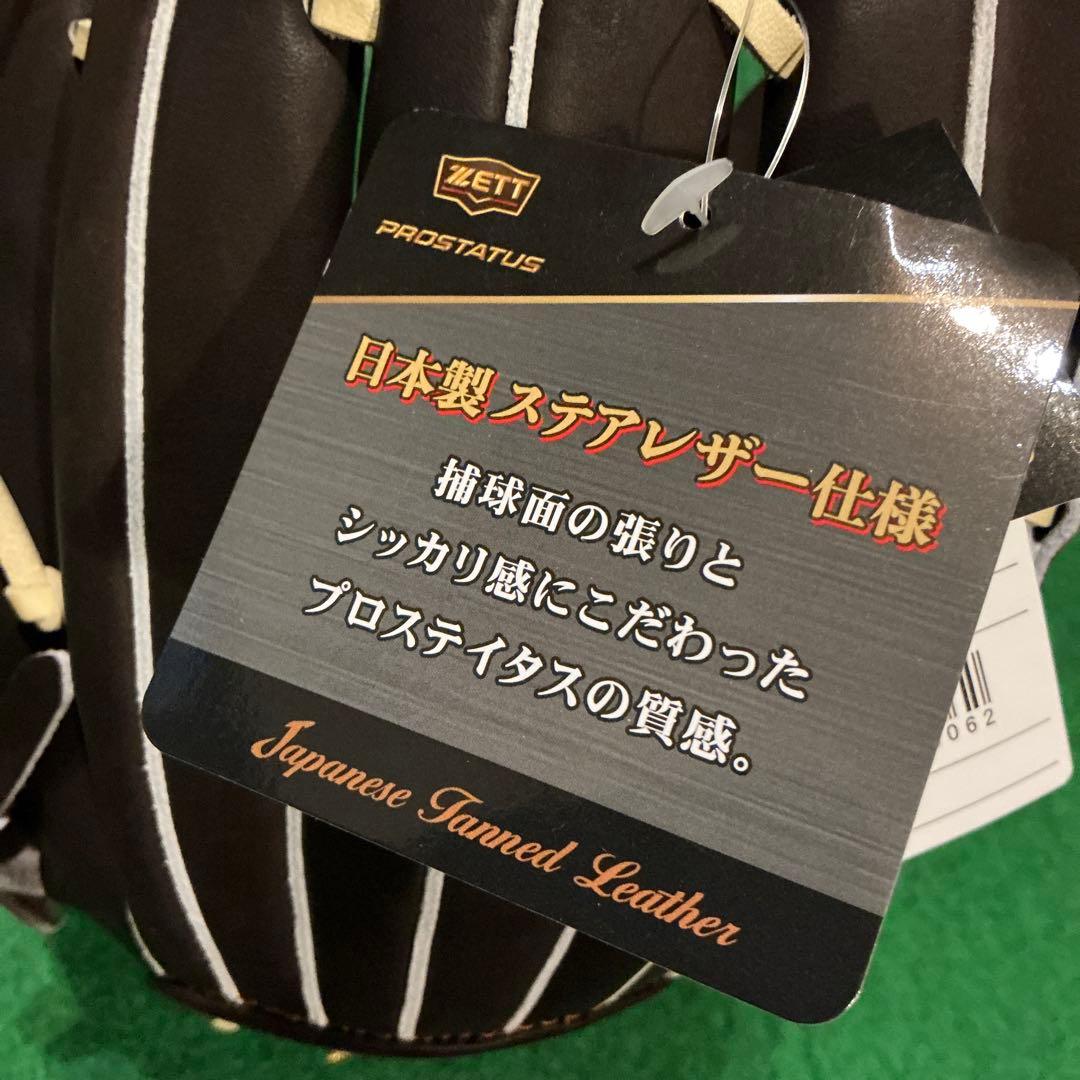 ZETT
PROSTATUS
日本製 ステアレザー仕様
捕球面の張りと
シッカリ感にこだわった
プロステイタスの質感。
Japanese Tanned Leather
062